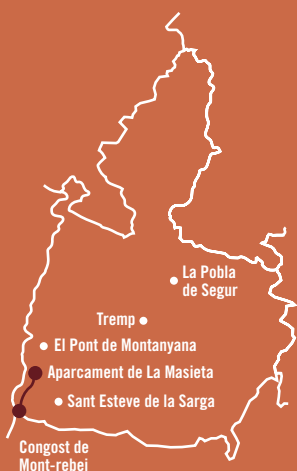 La Pobla
de Segur
Tremp
El Pont de Montanyana
Aparcament de La Masieta
Sant Esteve de la Sarga
Congost de
Mont-rebei